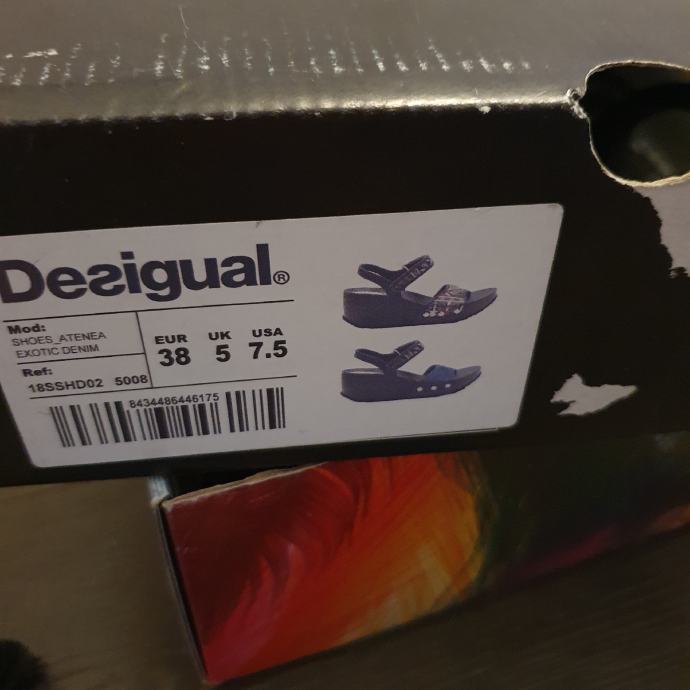 Desigual®
Mod:
SHOES_ATENEA
EXOTIC DENIM
Ref:
18SSHD02 5008
EUR UK USA
38 5 7.5
8434486446175